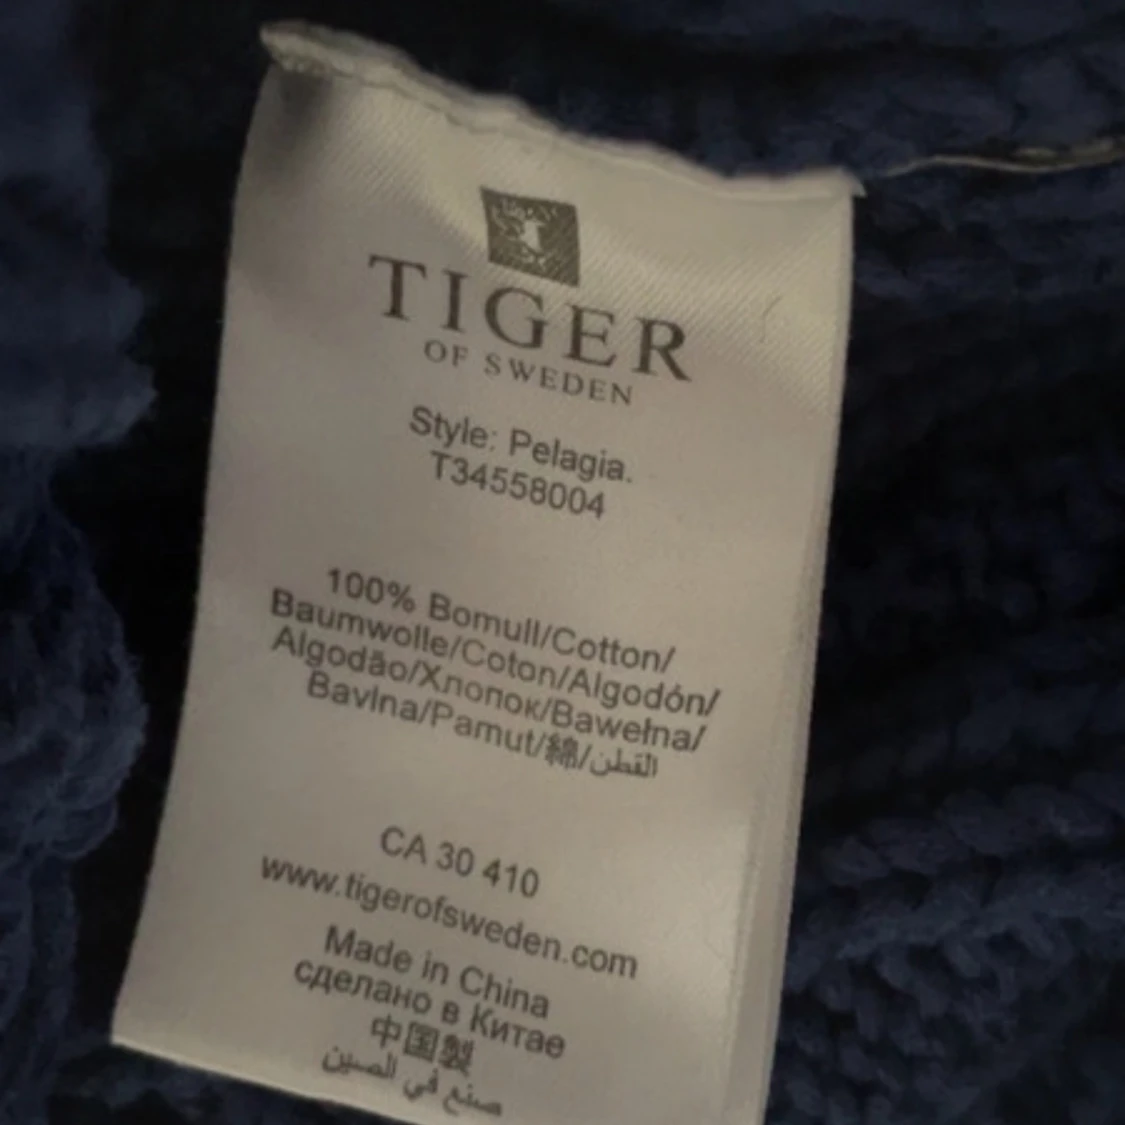 TIGER
OF SWEDEN
Style: Pelagia.
T34558004
100% Bomull/Cotton/
Baumwolle/Coton/Algodón/
Algodão/Хлопок/Bawełna/
Bavlna/Pamut/綿/القطن
CA 30 410
www.tigerofsweden.com
Made in China
сделано в Китае
中国製
صنع في الصين